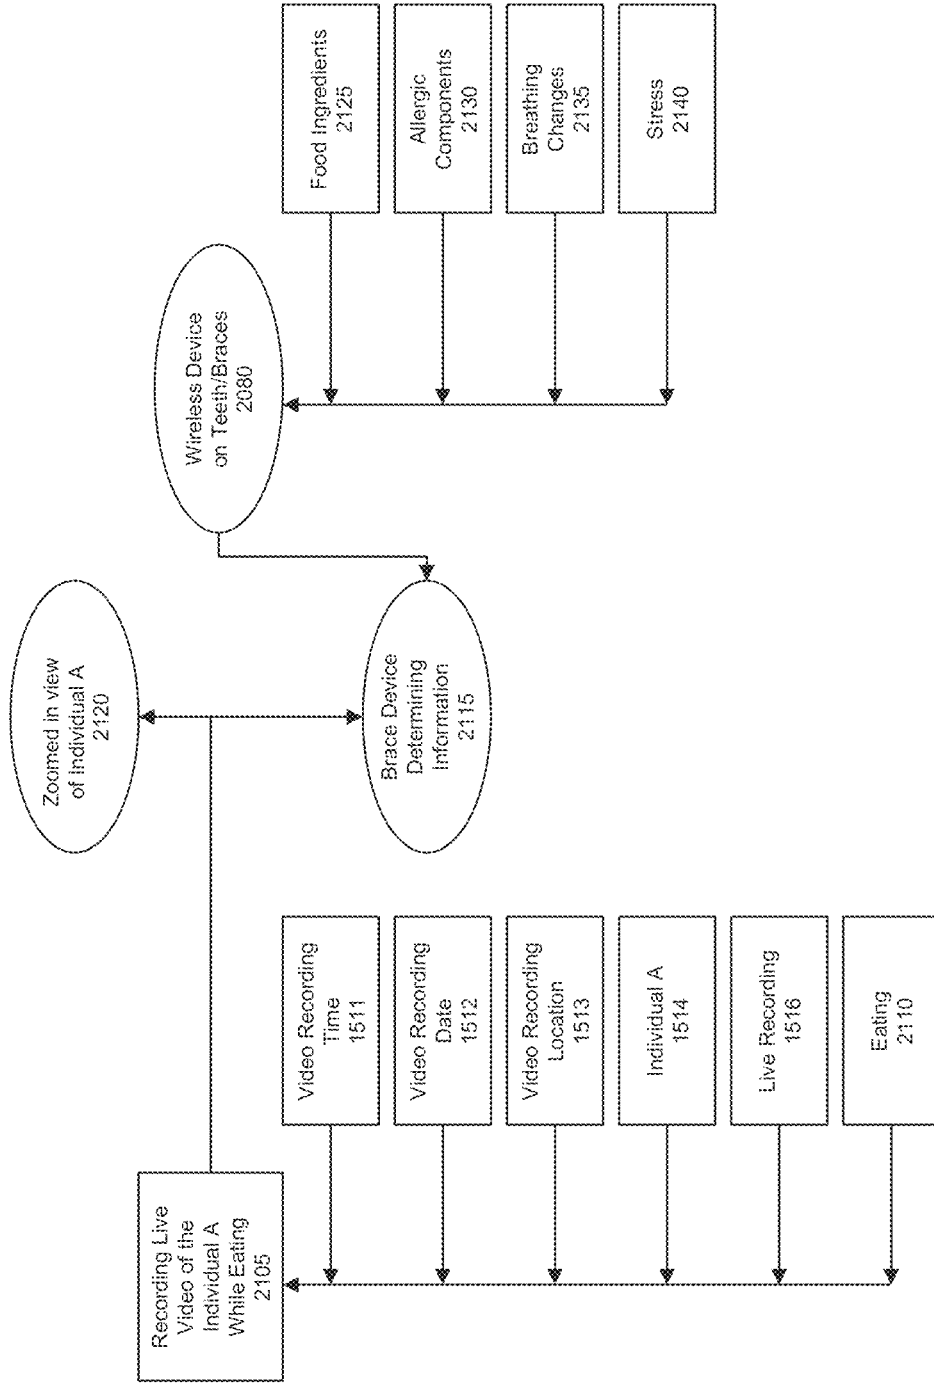 Recording Live
Video of the
Individual A
While Eating
2105
Video Recording
Time
1511
Video Recording
Date
1512
Video Recording
Location
1513
Individual A
1514
Live Recording
1516
Eating
2110
Zoomed in view
of Individual A
2120
Brace Device
Determining
Information
2115
Wireless Device
on Teeth/Braces
2080
Food Ingredients
2125
Allergic
Components
2130
Breathing
Changes
2135
Stress
2140